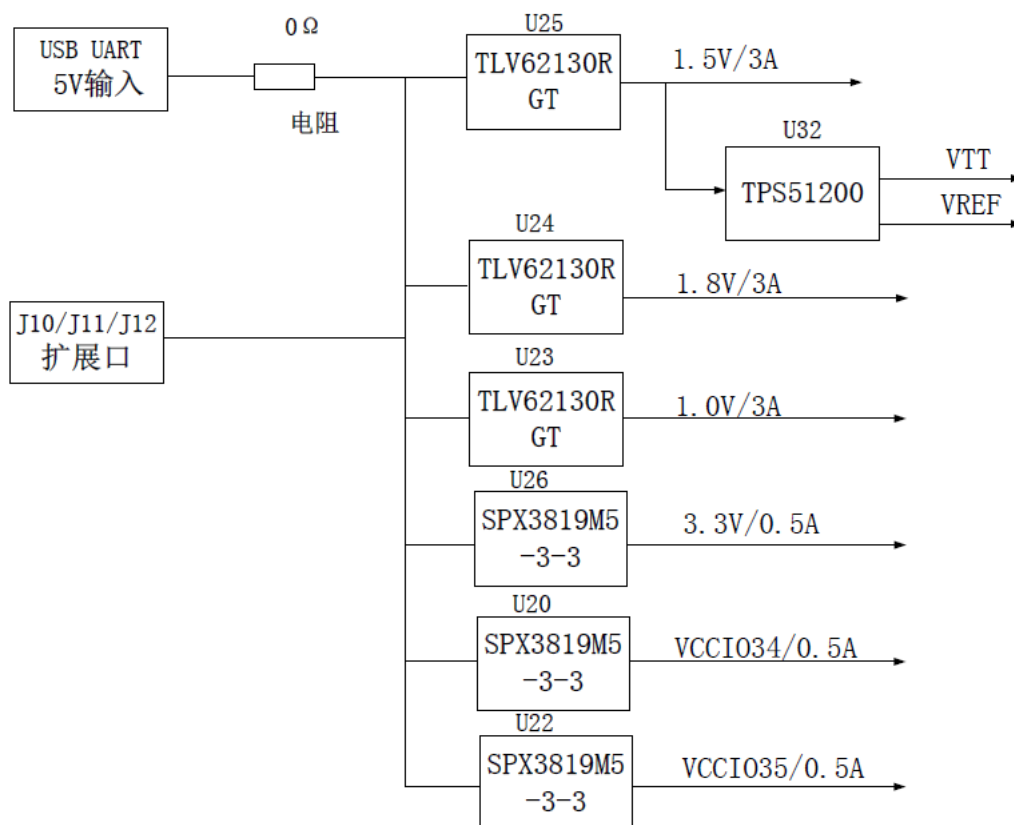 USB UART
5V输入
0Ω
电阻
U25
TLV62130R
GT
1.5V/3A
U32
TPS51200
VTT
VREF
U24
TLV62130R
GT
1.8V/3A
J10/J11/J12
扩展口
U23
TLV62130R
GT
1.0V/3A
U26
SPX3819M5
-3-3
3.3V/0.5A
U20
SPX3819M5
-3-3
VCCIO34/0.5A
U22
SPX3819M5
-3-3
VCCIO35/0.5A